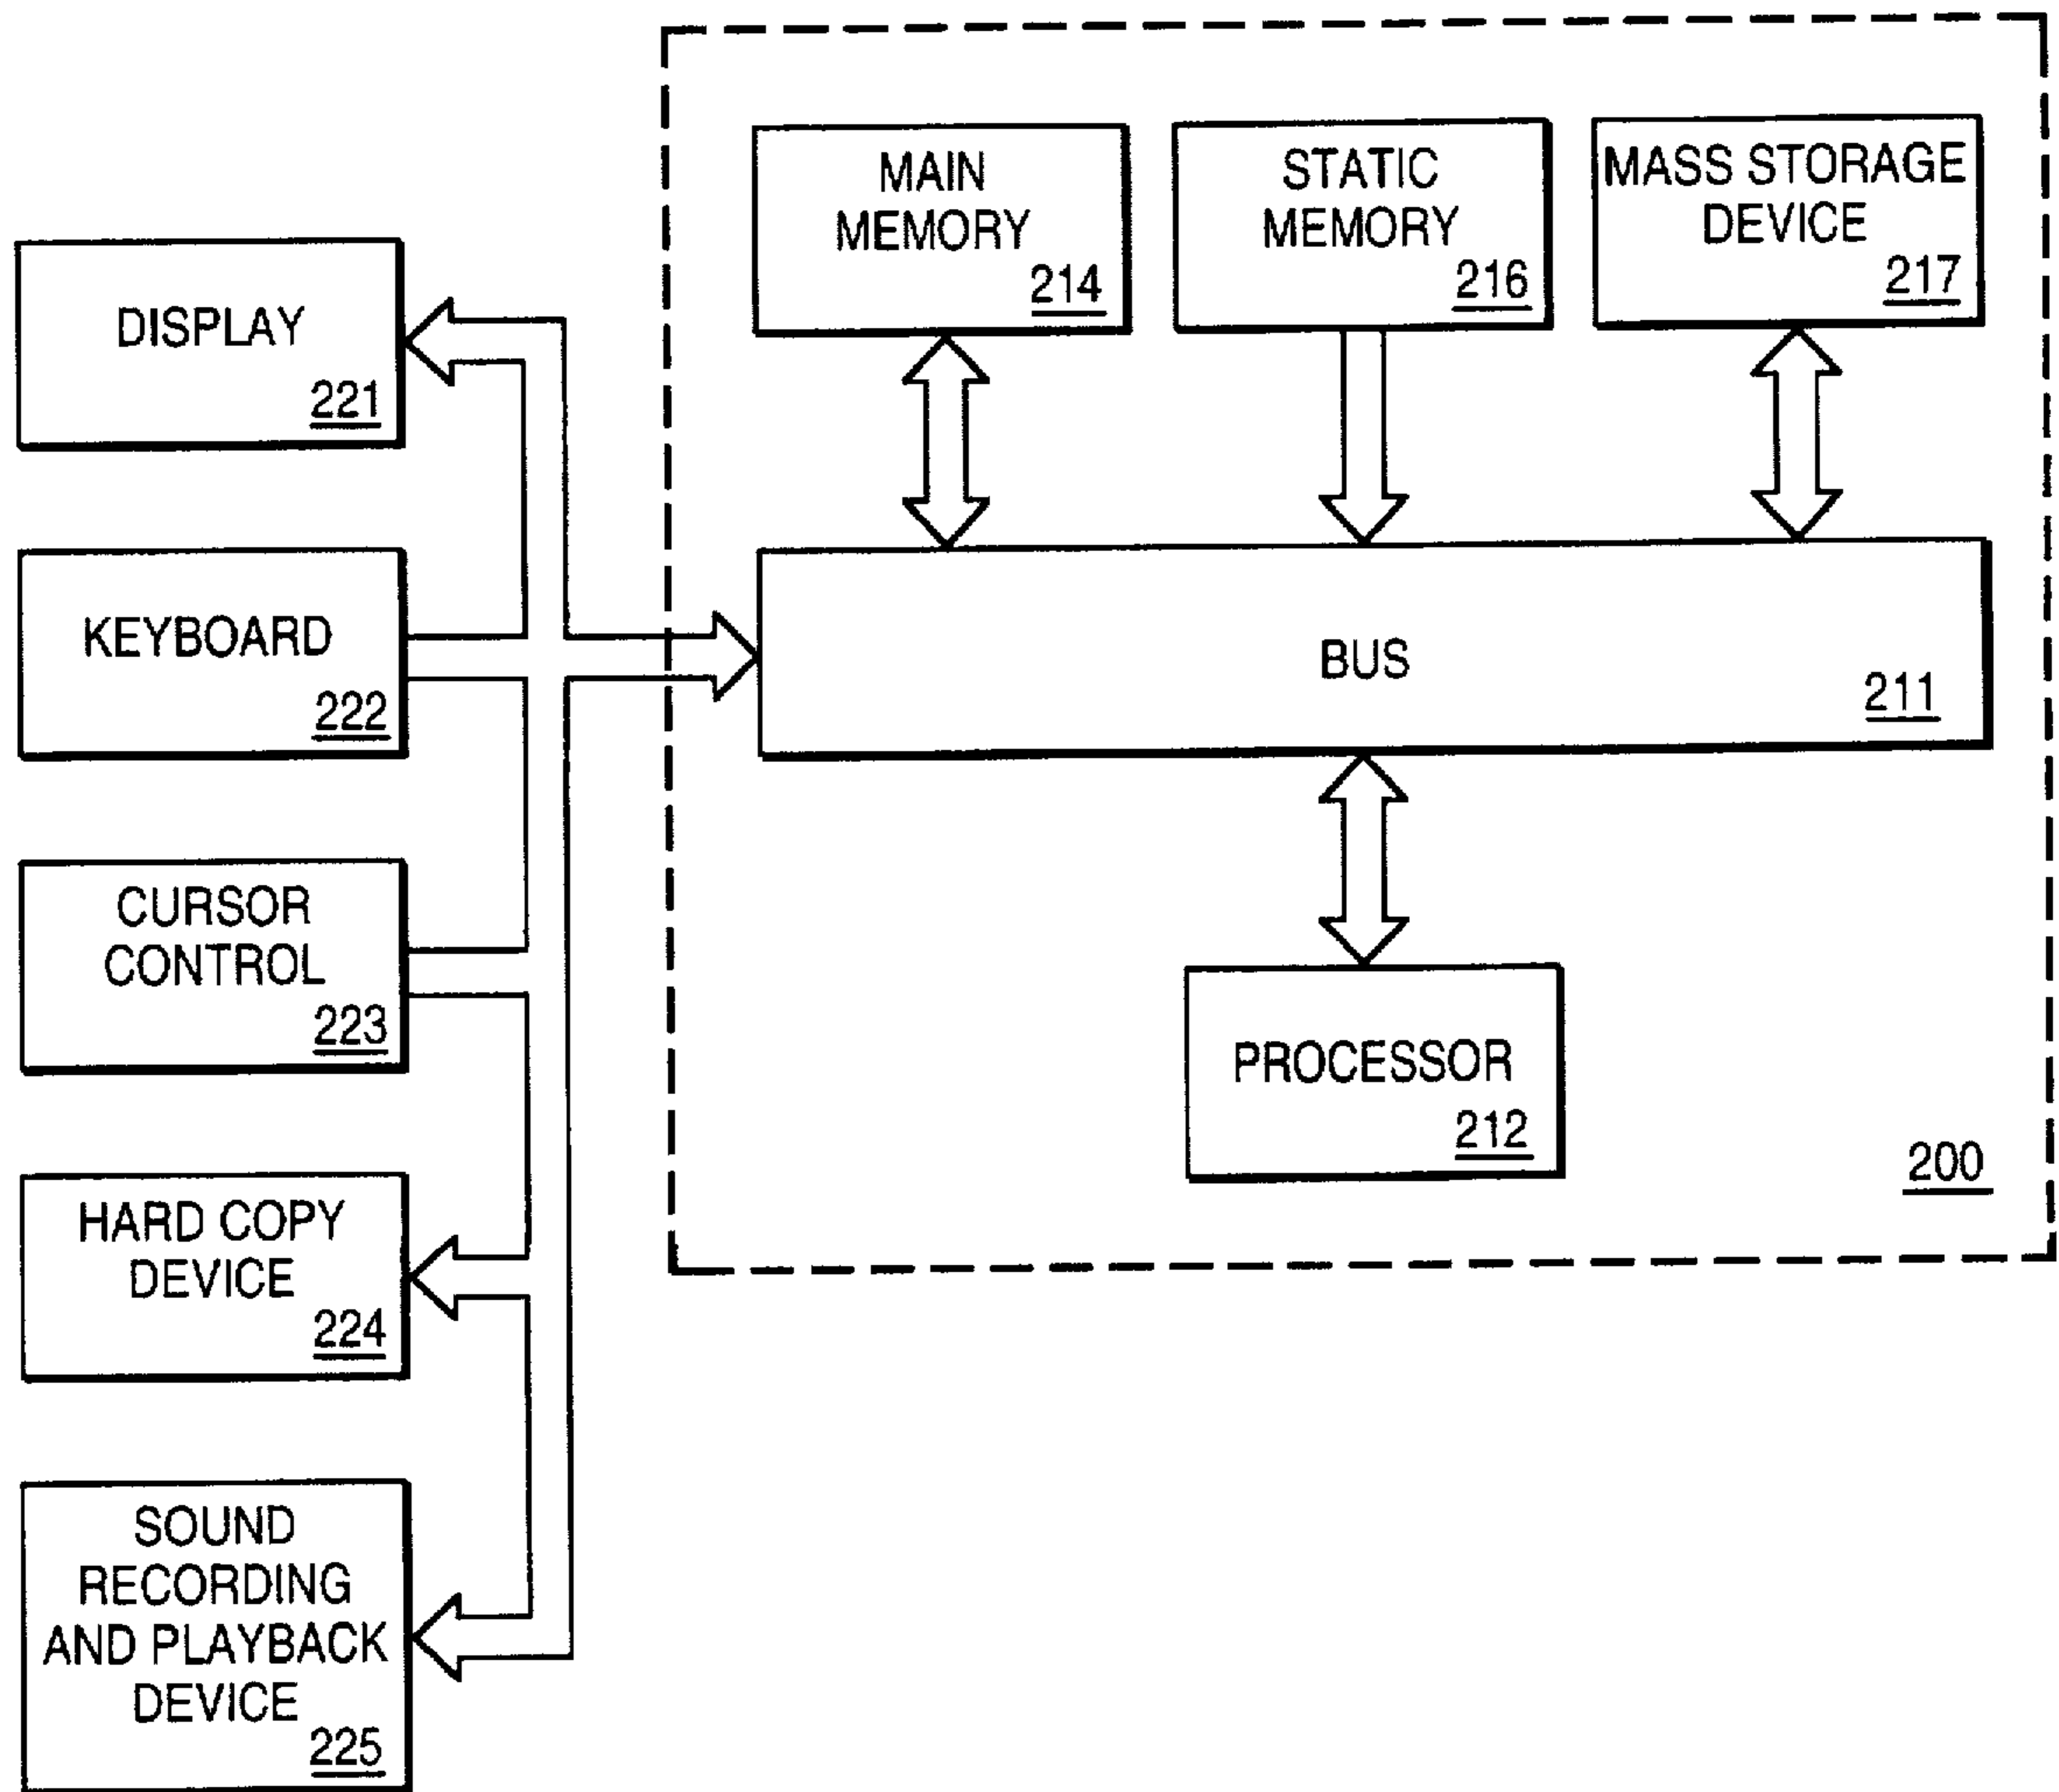 MAIN
MEMORY
214
STATIC
MEMORY
216
MASS STORAGE
DEVICE
217
DISPLAY
221
KEYBOARD
222
BUS
211
CURSOR
CONTROL
223
PROCESSOR
212
200
HARD COPY
DEVICE
224
SOUND
RECORDING
AND PLAYBACK
DEVICE
225